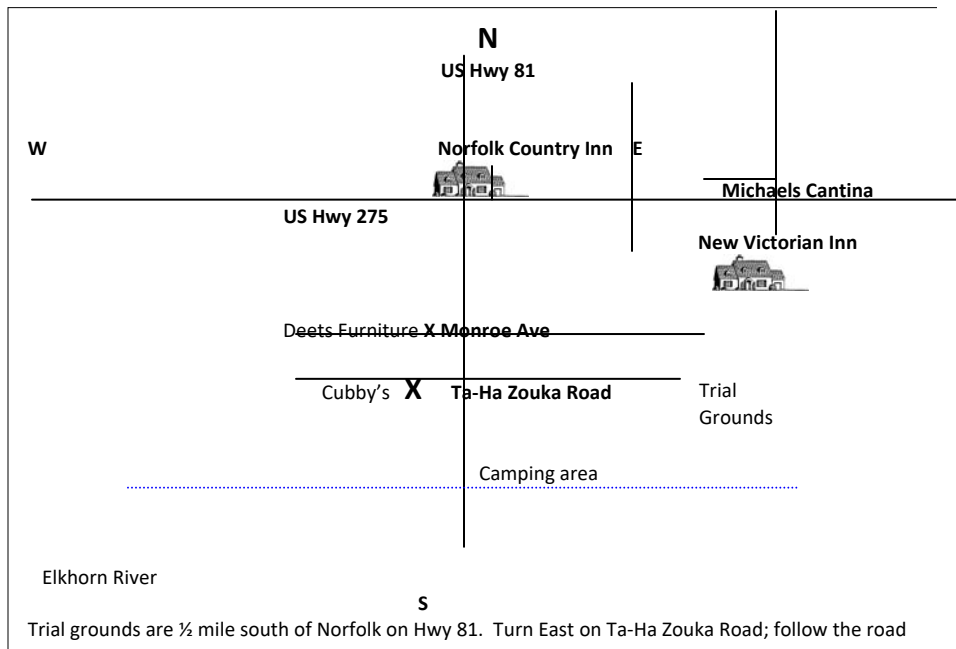 N
US Hwy 81
W Norfolk Country Inn E
Michaels Cantina
US Hwy 275
New Victorian Inn
Deets Furniture X Monroe Ave
Cubby’s X Ta-Ha Zouka Road Trial
Grounds
Camping area
Elkhorn River
S
Trial grounds are ½ mile south of Norfolk on Hwy 81. Turn East on Ta-Ha Zouka Road; follow the road